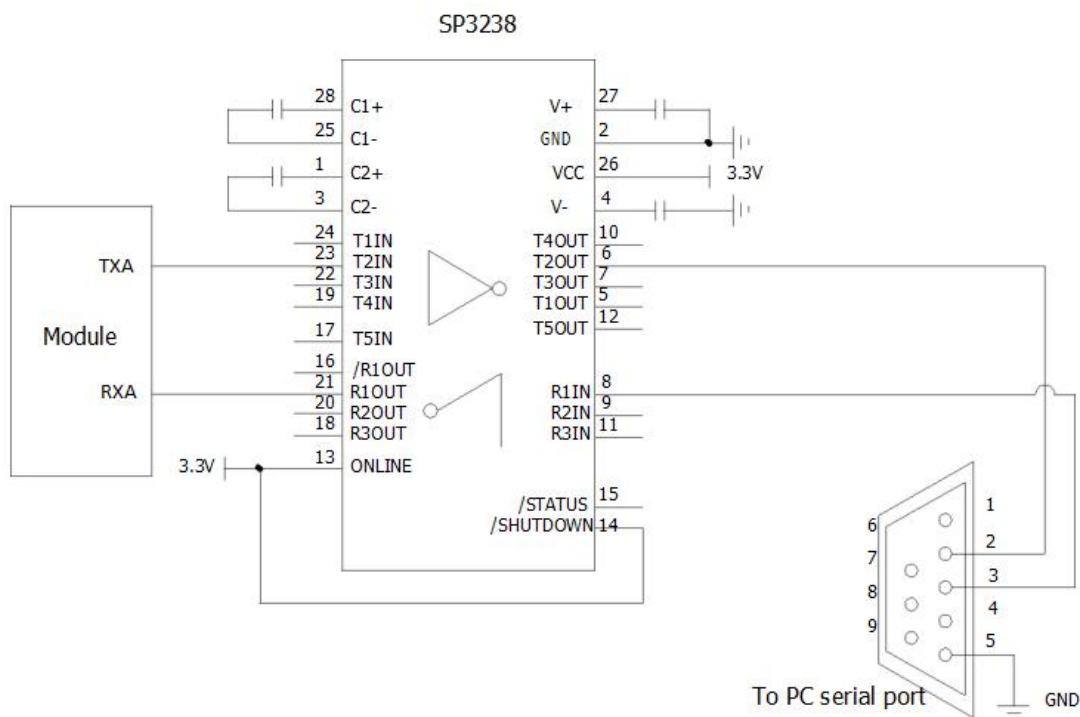 SP3238
28 C1+ V+ 27
25 C1- GND 2
1 C2+ VCC 26 3.3V
3 C2- V- 4
24 T1IN T4OUT 10
TXA 23 T2IN T2OUT 6
22 T3IN T3OUT 7
19 T4IN T1OUT 5
17 T5IN T5OUT 12
Module
16 /R1OUT
RXA 21 R1OUT R1IN 8
20 R2OUT R2IN 9
18 R3OUT R3IN 11
3.3V 13 ONLINE
/STATUS 15
/SHUTDOWN 14
1
6
2
7
3
8
4
9
5
To PC serial port GND